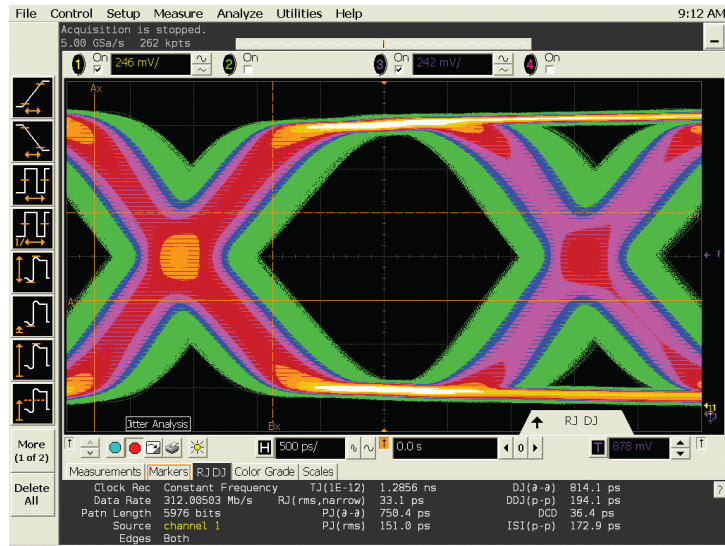 File Control Setup Measure Analyze Utilities Help 9:12 AM
Acquisition is stopped.
5.00 GSa/s 262 kpts
1 On 246 mV/ 2 On 3 On 242 mV/ 4 On
Ax
T
1/
Jitter Analysis
Bx
RJ DJ
More
(1 of 2)
T H 500 ps/ T 0.0 s 0 T 878 mV T
Measurements Markers RJ DJ Color Grade Scales
Delete
All
Clock Rec Constant Frequency TJ(1E-12) 1.2856 ns DJ(∂-∂) 814.1 ps ?
Data Rate 312.00503 Mb/s RJ(rms,narrow) 33.1 ps DDJ(p-p) 194.1 ps
Patn Length 5976 bits PJ(∂-∂) 750.4 ps DCD 36.4 ps
Source channel 1 PJ(rms) 151.0 ps ISI(p-p) 172.9 ps
Edges Both